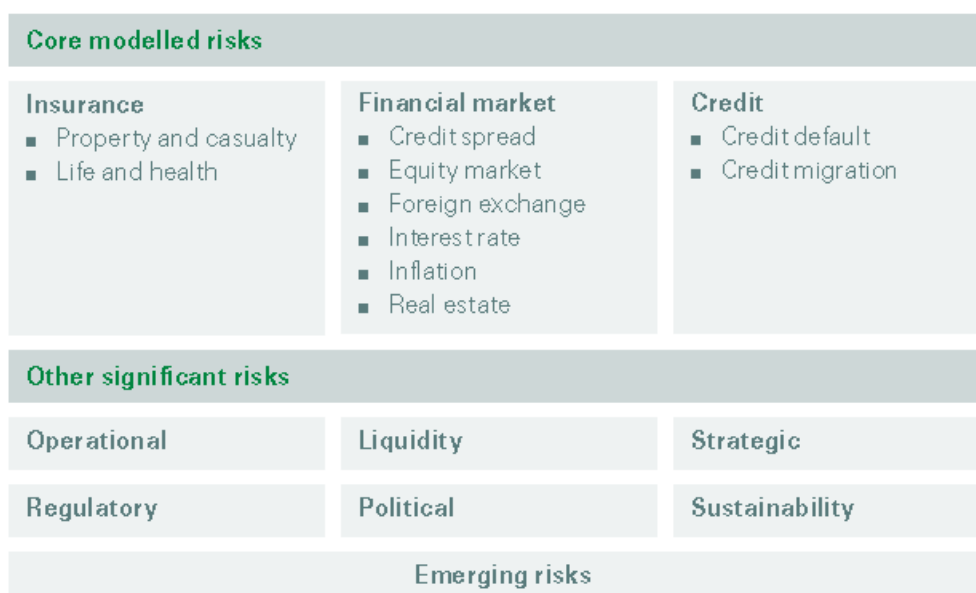 Core modelled risks
Insurance
Property and casualty
Life and health
Financial market
Credit spread
Equity market
Foreign exchange
Interest rate
Inflation
Real estate
Credit
Credit default
Credit migration
Other significant risks
Operational
Liquidity
Strategic
Regulatory
Political
Sustainability
Emerging risks